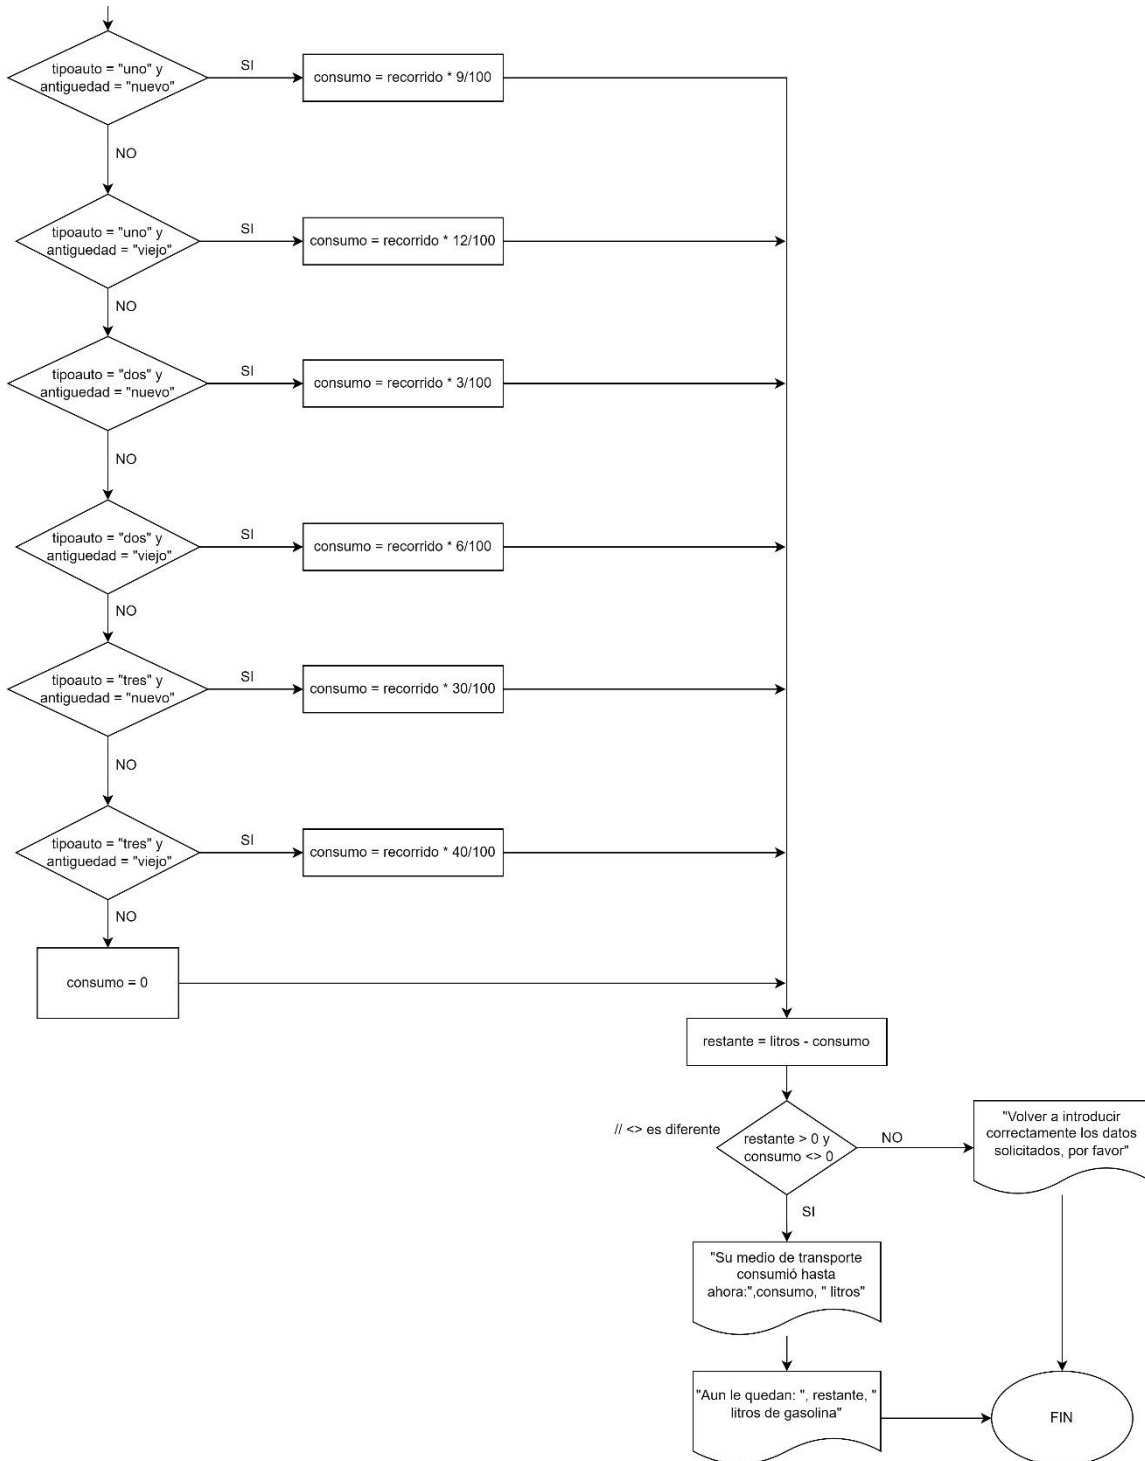 tipoauto = "uno" y
antiguedad = "nuevo"
SI
consumo = recorrido * 9/100
NO
tipoauto = "uno" y
antiguedad = "viejo"
SI
consumo = recorrido * 12/100
NO
tipoauto = "dos" y
antiguedad = "nuevo"
SI
consumo = recorrido * 3/100
NO
tipoauto = "dos" y
antiguedad = "viejo"
SI
consumo = recorrido * 6/100
NO
tipoauto = "tres" y
antiguedad = "nuevo"
SI
consumo = recorrido * 30/100
NO
tipoauto = "tres" y
antiguedad = "viejo"
SI
consumo = recorrido * 40/100
NO
consumo = 0
restante = litros - consumo
// <> es diferente
restante > 0 y
consumo <> 0
NO
"Volver a introducir
correctamente los datos
solicitados, por favor"
SI
"Su medio de transporte
consumió hasta
ahora:",consumo, " litros"
"Aun le quedan: ", restante, "
litros de gasolina"
FIN